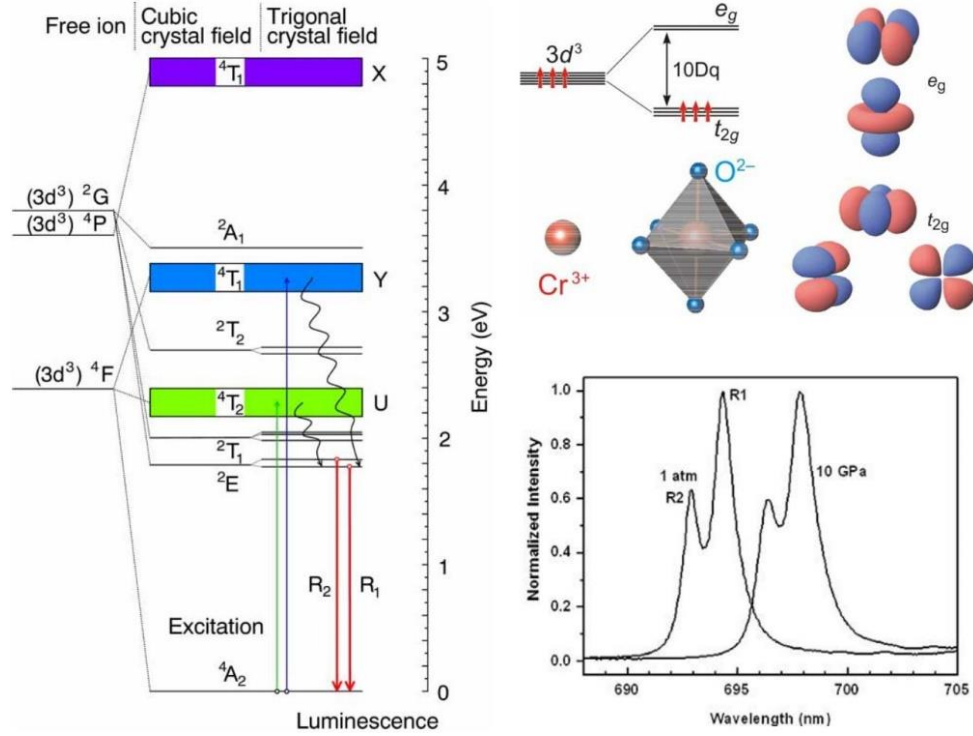 Free ion
Cubic
crystal field
Trigonal
crystal field
⁴T₁
X
(3d³) ²G
(3d³) ⁴P
²A₁
⁴T₁
Y
²T₂
(3d³) ⁴F
⁴T₂
U
²T₁
²E
R₂
R₁
Excitation
⁴A₂
Luminescence
5
4
3
2
1
0
Energy (eV)
3d³
e_g
10Dq
t₂g
e_g
t₂g
O²⁻
Cr³⁺
1.0
0.8
0.6
0.4
0.2
0.0
Normalized Intensity
R1
1 atm
R2
10 GPa
690
695
700
705
Wavelength (nm)